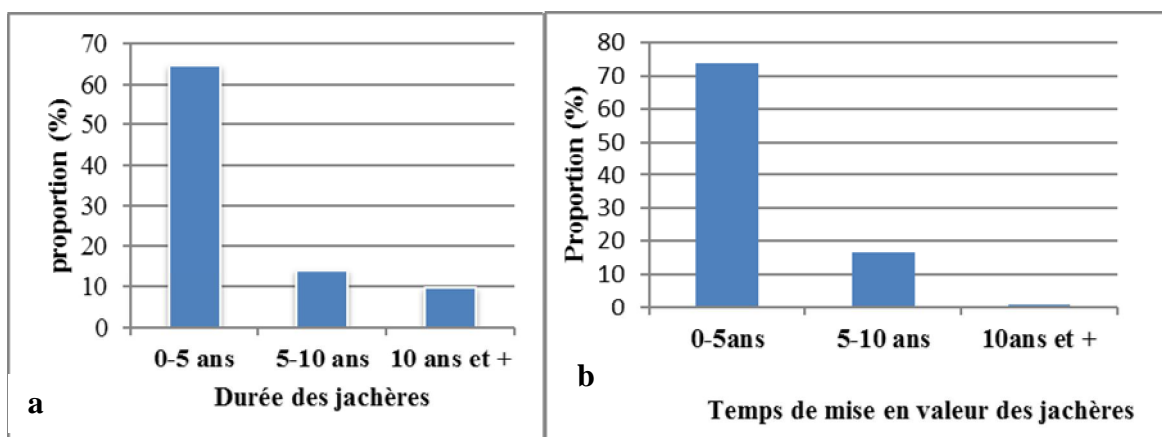 proportion (%)
70
60
50
40
30
20
10
0
0-5 ans 5-10 ans 10 ans et +
Durée des jachères
a
Proportion (%)
80
70
60
50
40
30
20
10
0
0-5ans 5-10 ans 10ans et +
Temps de mise en valeur des jachères
b